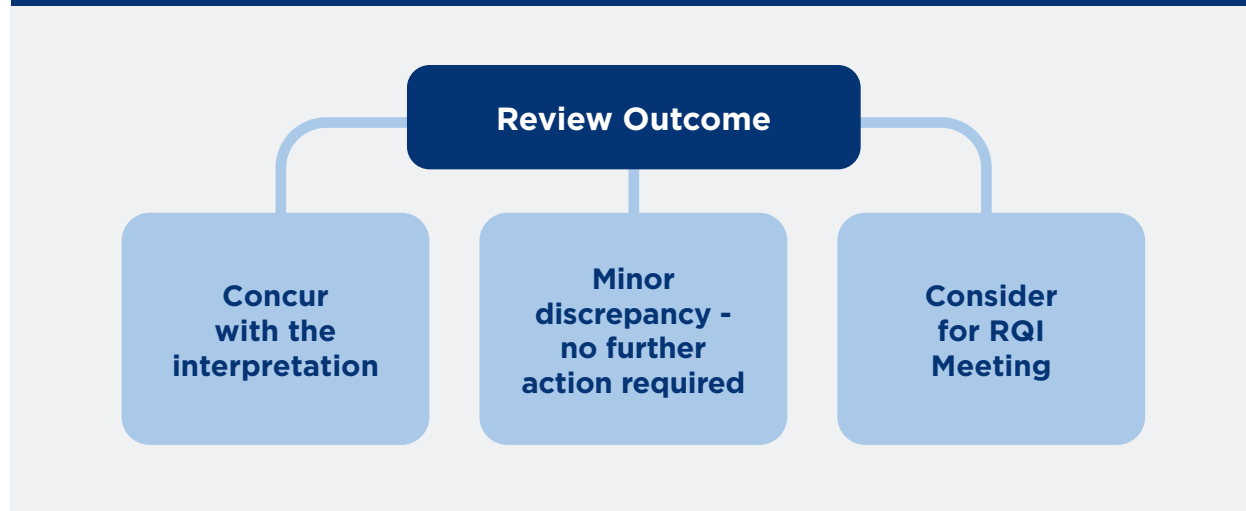 Review Outcome
Concur
with the
interpretation
Minor
discrepancy -
no further
action required
Consider
for RQI
Meeting